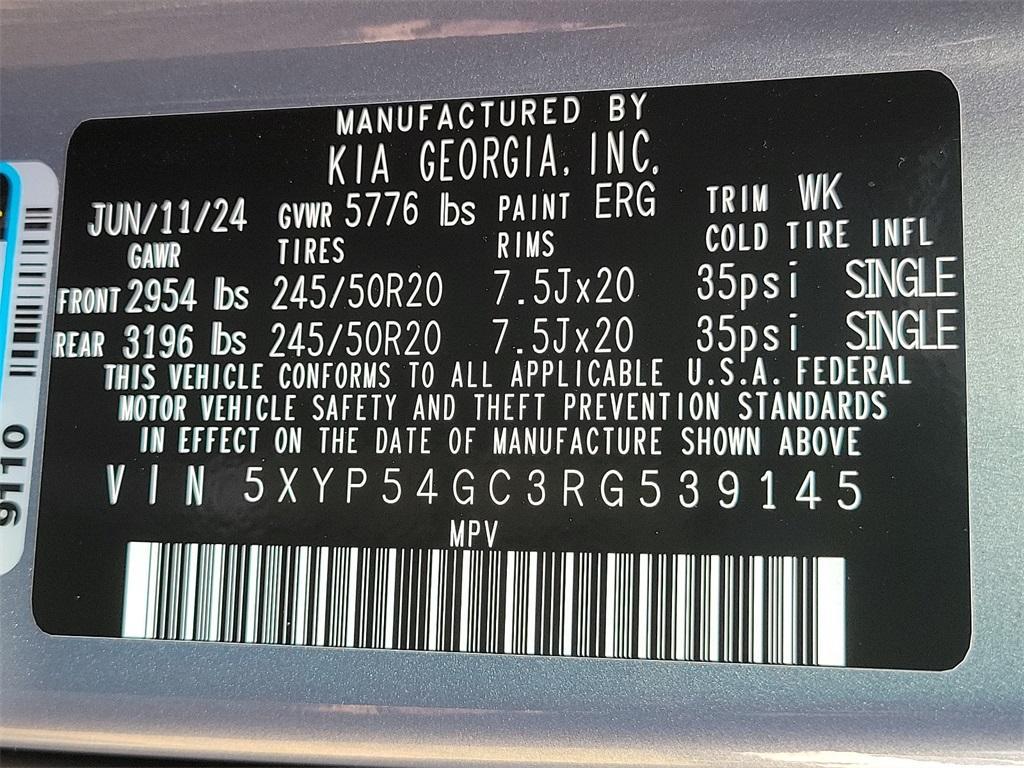 MANUFACTURED BY
KIA GEORGIA, INC.
JUN/11/24 GVWR 5776 lbs PAINT ERG TRIM WK
GAWR TIRES RIMS COLD TIRE INFL
FRONT 2954 lbs 245/50R20 7.5Jx20 35psi SINGLE
REAR 3196 lbs 245/50R20 7.5Jx20 35psi SINGLE
THIS VEHICLE CONFORMS TO ALL APPLICABLE U.S.A. FEDERAL
MOTOR VEHICLE SAFETY AND THEFT PREVENTION STANDARDS
IN EFFECT ON THE DATE OF MANUFACTURE SHOWN ABOVE
VIN 5XYP54GC3RG539145
MPV
9110